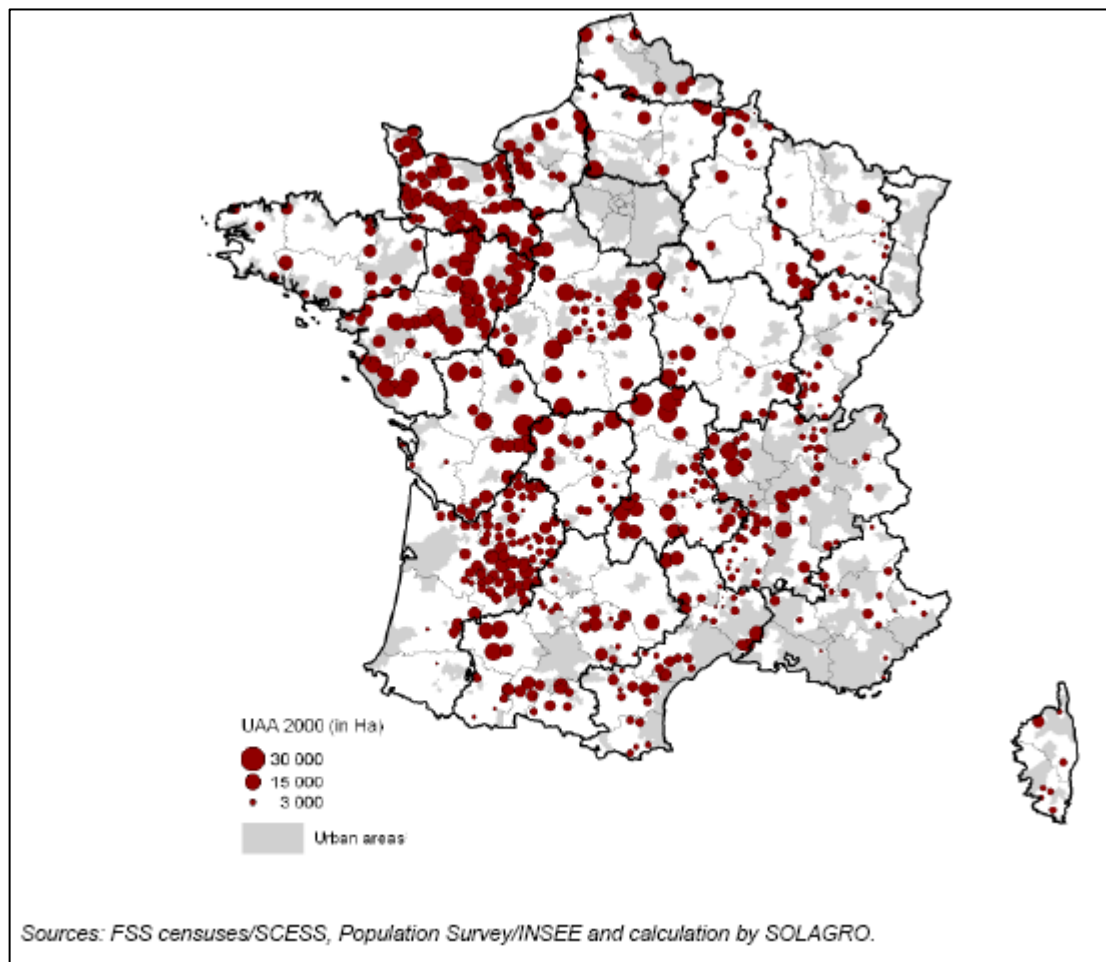 UAA 2000 (in Ha)
30 000
15 000
3 000
Urban areas
Sources: FSS censuses/SCESS, Population Survey/INSEE and calculation by SOLAGRO.